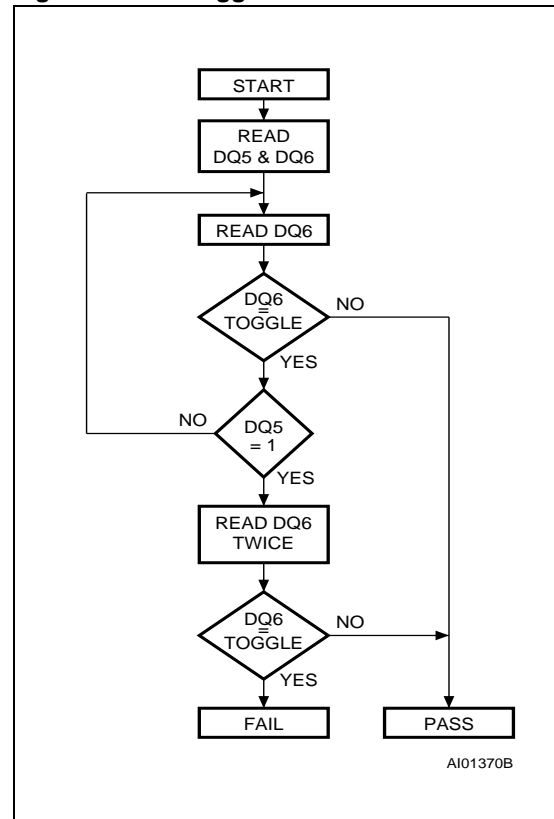 START
READ
DQ5 & DQ6
READ DQ6
DQ6
=
TOGGLE
NO
YES
NO
DQ5
= 1
YES
READ DQ6
TWICE
DQ6
=
TOGGLE
NO
YES
FAIL
PASS
AI01370B